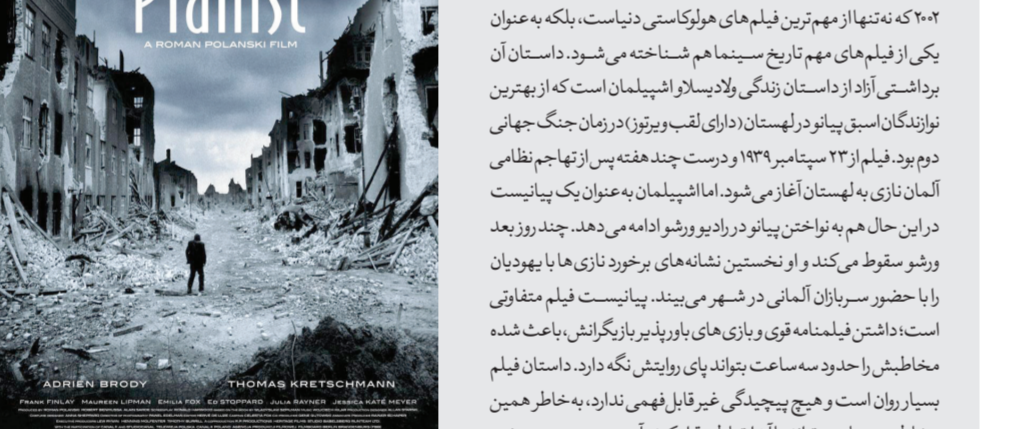 Pianist
A ROMAN POLANSKI FILM
ADRIEN BRODY THOMAS KRETSCHMANN
FRANK FINLAY MAUREEN LIPMAN EMILIA FOX ED STOPPARD JULIA RAYNER JESSICA KATE MEYER
۲۰۰۲ که نه‌تنها از مهم‌ترین فیلم‌های هولوکاستی دنیاست، بلکه به‌عنوان
یکی از فیلم‌های مهم تاریخ سینما هم شناخته می‌شود. داستان آن
برداشتی آزاد از داستان زندگی ولادیسلاو اشپیلمان است که از بهترین
نوازندگان اسبق پیانو در لهستان (دارای لقب ویرتوز) در زمان جنگ جهانی
دوم بود. فیلم از ۲۳ سپتامبر ۱۹۳۹ و درست چند هفته پس از تهاجم نظامی
آلمان نازی به لهستان آغاز می‌شود. اما اشپیلمان به‌عنوان یک پیانیست
در این حال هم به نواختن پیانو در رادیو ورشو ادامه می‌دهد. چند روز بعد
ورشو سقوط می‌کند و او نخستین نشانه‌های برخورد نازی‌ها با یهودیان
را با حضور سربازان آلمانی در شهر می‌بیند. پیانیست فیلم متفاوتی
است؛ داشتن فیلمنامه قوی و بازی‌های باورپذیر بازیگرانش، باعث شده
مخاطبش را حدود سه ساعت بتواند پای روایتش نگه دارد. داستان فیلم
بسیار روان است و هیچ پیچیدگی غیر قابل فهمی ندارد، به خاطر همین